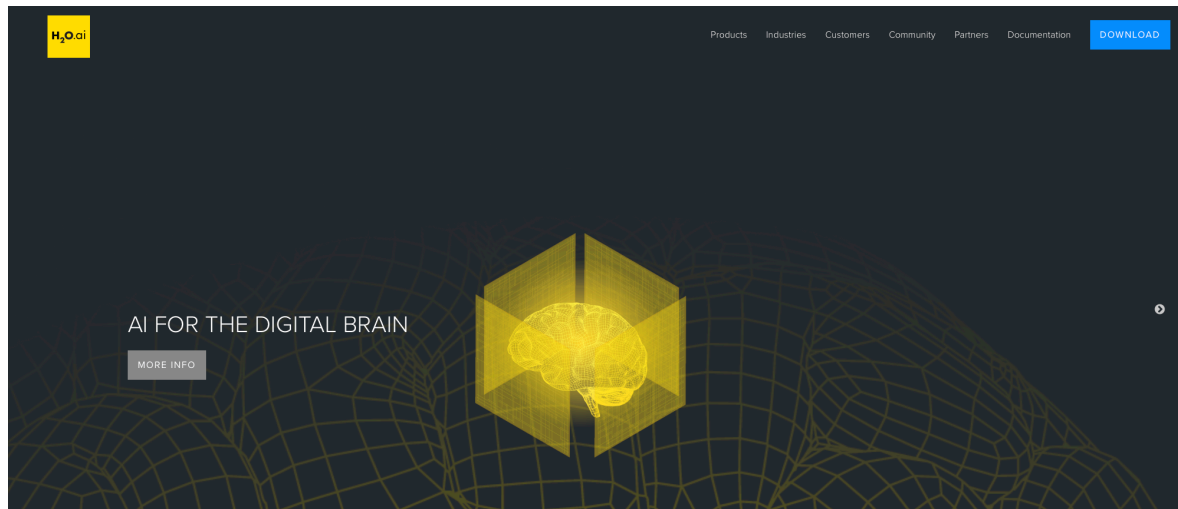 H₂O.ai
Products Industries Customers Community Partners Documentation DOWNLOAD
AI FOR THE DIGITAL BRAIN
MORE INFO